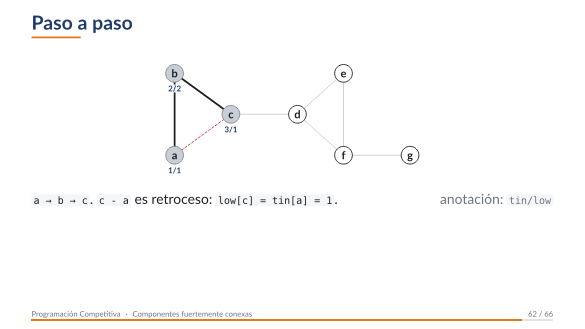 Paso a paso
b
2/2
e
c
3/1
d
a
1/1
f
g
a → b → c. c - a es retroceso: low[c] = tin[a] = 1.
anotación: tin/low
Programación Competitiva · Componentes fuertemente conexas
62 / 66